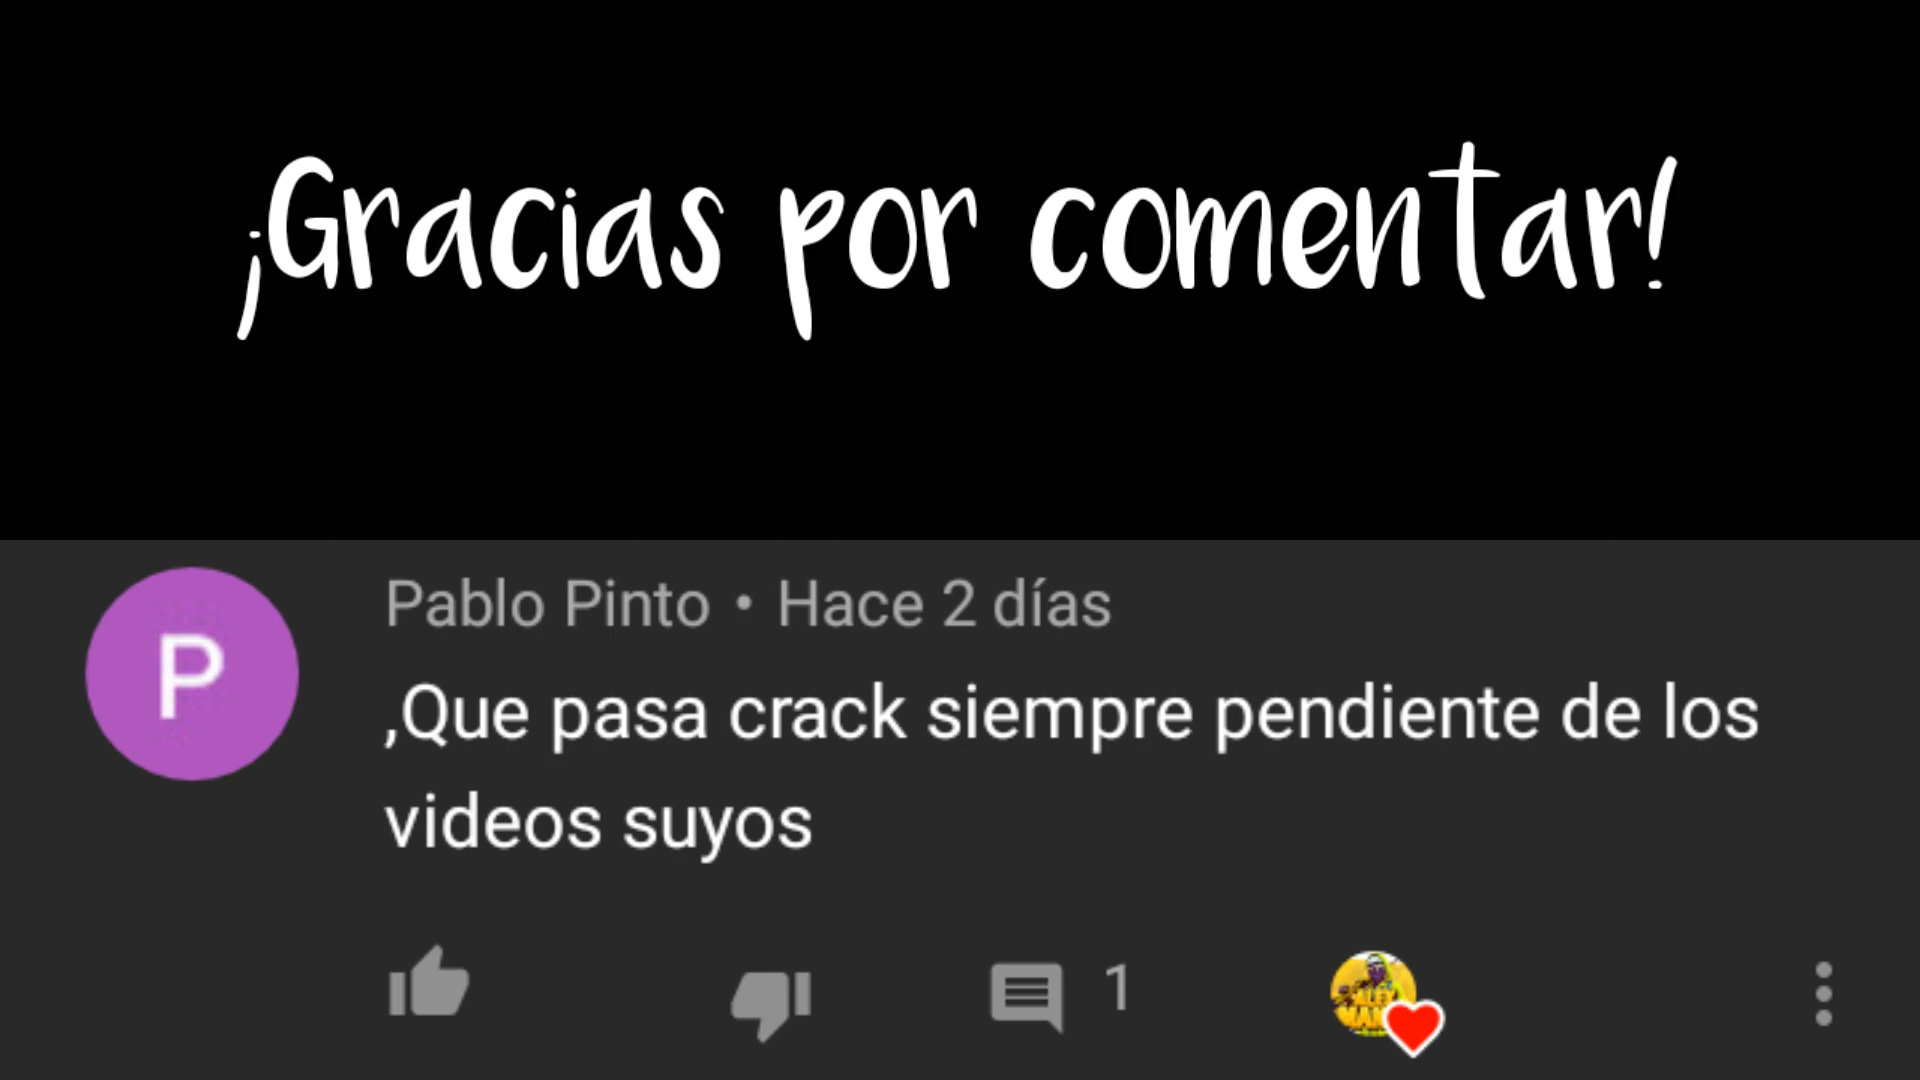 ¡Gracias por comentar!
P
Pablo Pinto • Hace 2 días
,Que pasa crack siempre pendiente de los
videos suyos
1